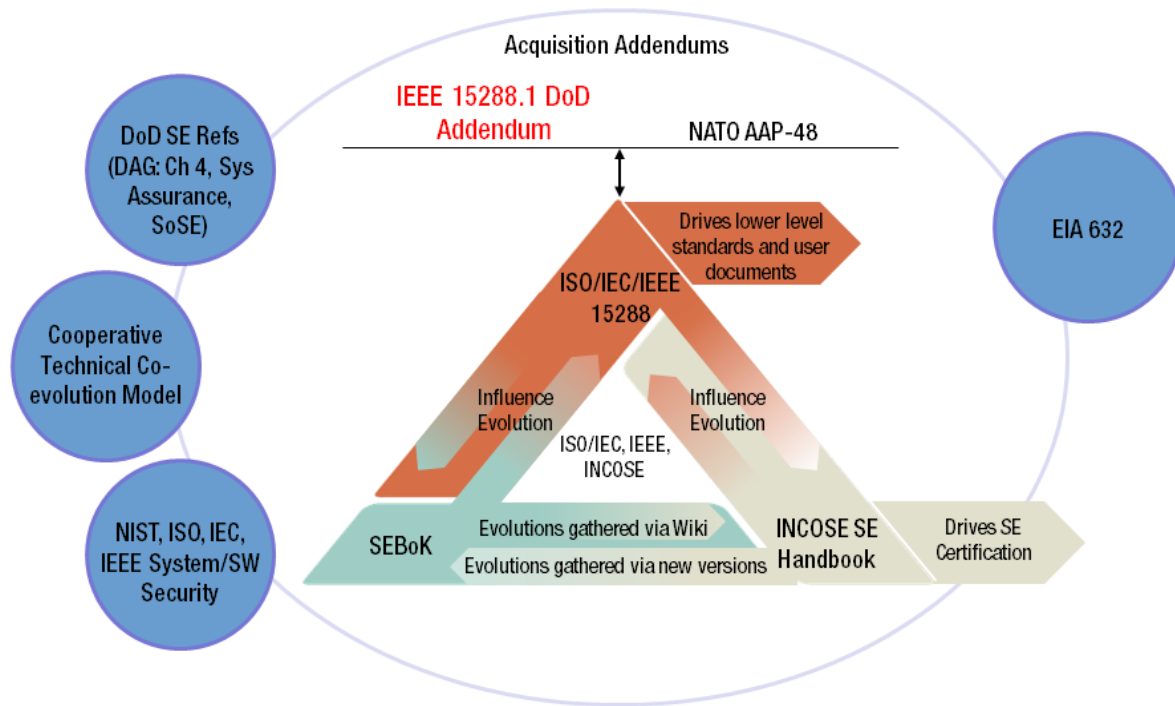 Acquisition Addendums
IEEE 15288.1 DoD
Addendum
NATO AAP-48
DoD SE Refs
(DAG: Ch 4, Sys
Assurance,
SoSE)
Cooperative
Technical Co-
evolution Model
NIST, ISO, IEC,
IEEE System/SW
Security
EIA 632
Drives lower level
standards and user
documents
ISO/IEC/IEEE
15288
Influence
Evolution
Influence
Evolution
ISO/IEC, IEEE,
INCOSE
SEBoK
Evolutions gathered via Wiki
Evolutions gathered via new versions
INCOSE SE
Handbook
Drives SE
Certification